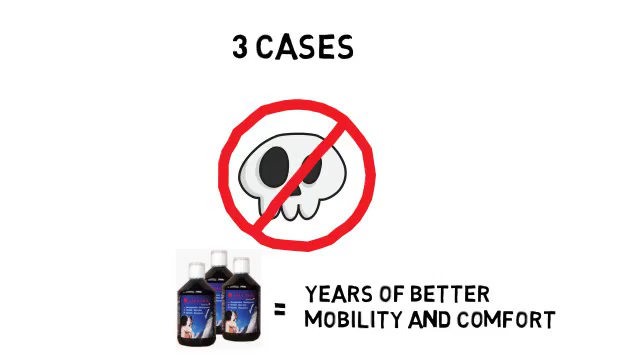 3 CASES
= YEARS OF BETTER
MOBILITY AND COMFORT